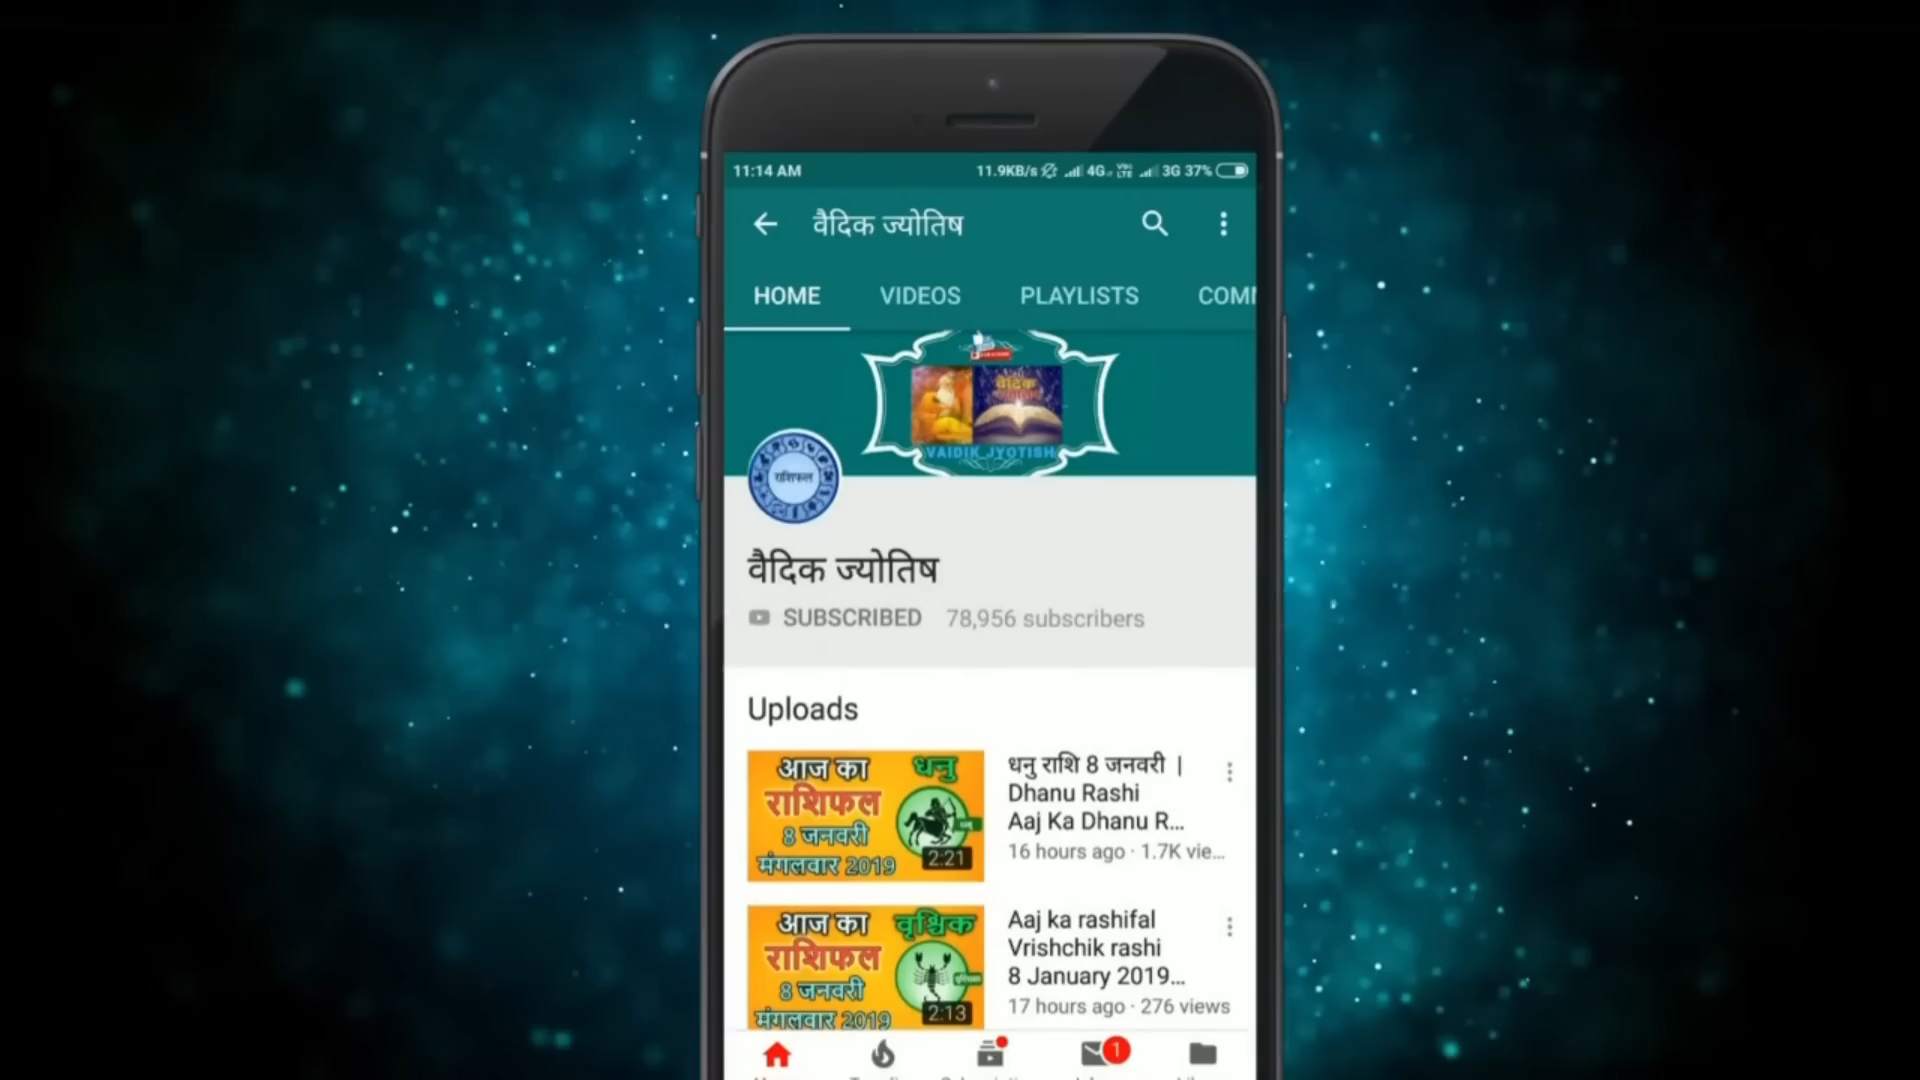 11:14 AM 11.9KB/s 4G VoLTE 3G 37%
वैदिक ज्योतिष
HOME VIDEOS PLAYLISTS COMM
वैदिक
VAIDIK JYOTISH
राशिफल
वैदिक ज्योतिष
SUBSCRIBED 78,956 subscribers
Uploads
आज का धनु
राशिफल
8 जनवरी
मंगलवार 2019
2:21
धनु राशि 8 जनवरी |
Dhanu Rashi
Aaj Ka Dhanu R...
16 hours ago · 1.7K vie...
आज का वृश्चिक
राशिफल
8 जनवरी
मंगलवार 2019
2:13
Aaj ka rashifal
Vrishchik rashi
8 January 2019...
17 hours ago · 276 views
1